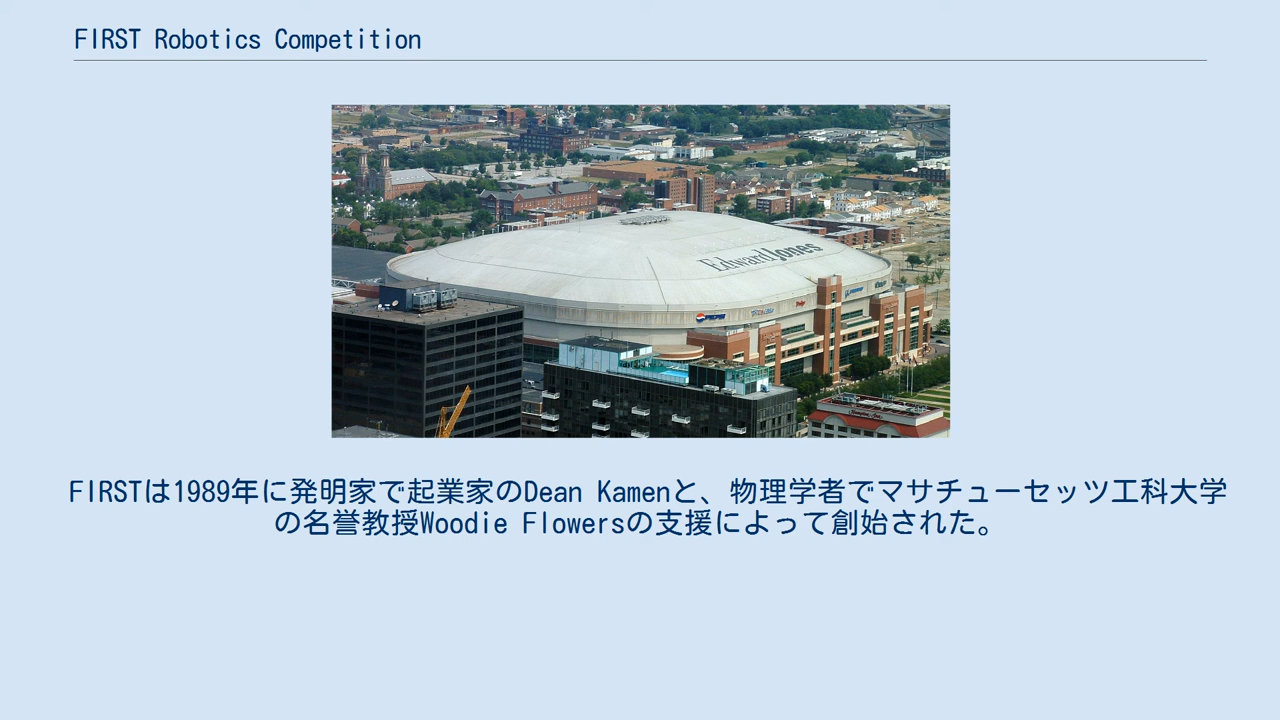 FIRST Robotics Competition
EdwardJones
PEPSI
FIRSTは1989年に発明家で起業家のDean Kamenと、物理学者でマサチューセッツ工科大学
の名誉教授Woodie Flowersの支援によって創始された。